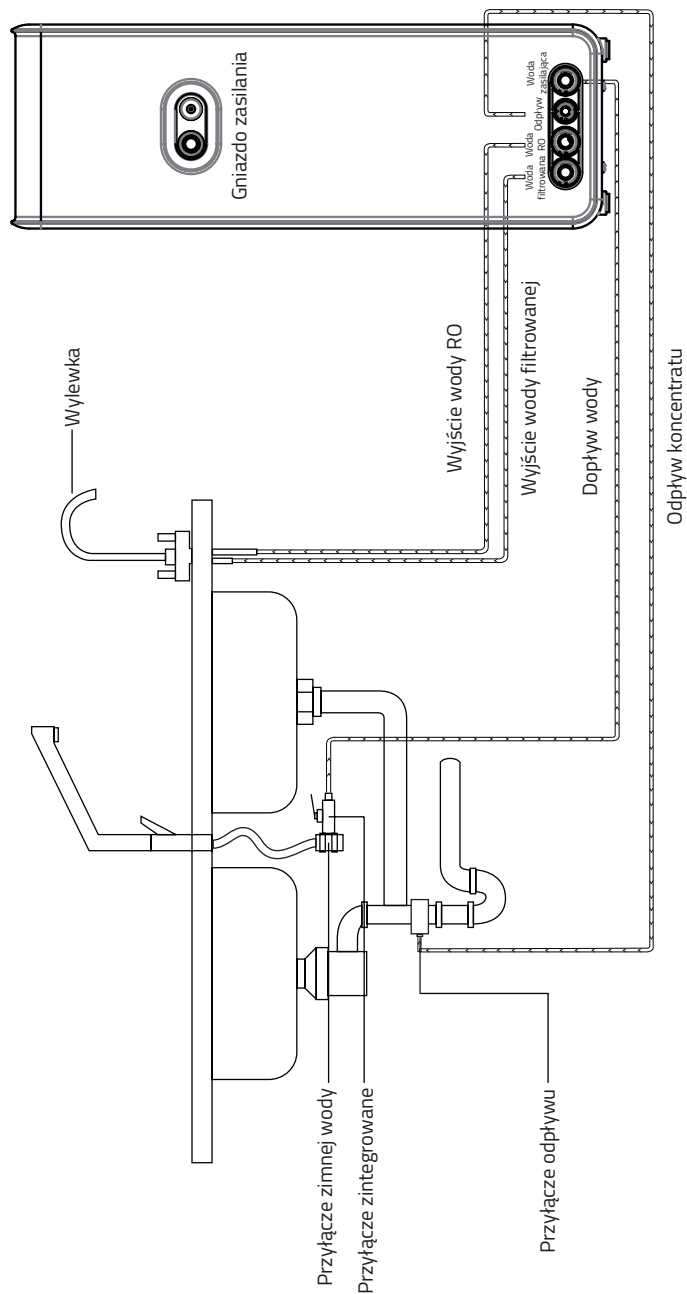 Wylewka
Gniazdo zasilania
Woda
filtrowana
Woda
RO
Odpływ
Woda
zasilająca
Wyjście wody RO
Wyjście wody filtrowanej
Dopływ wody
Odpływ koncentratu
Przyłącze zimnej wody
Przyłącze zintegrowane
Przyłącze odpływu